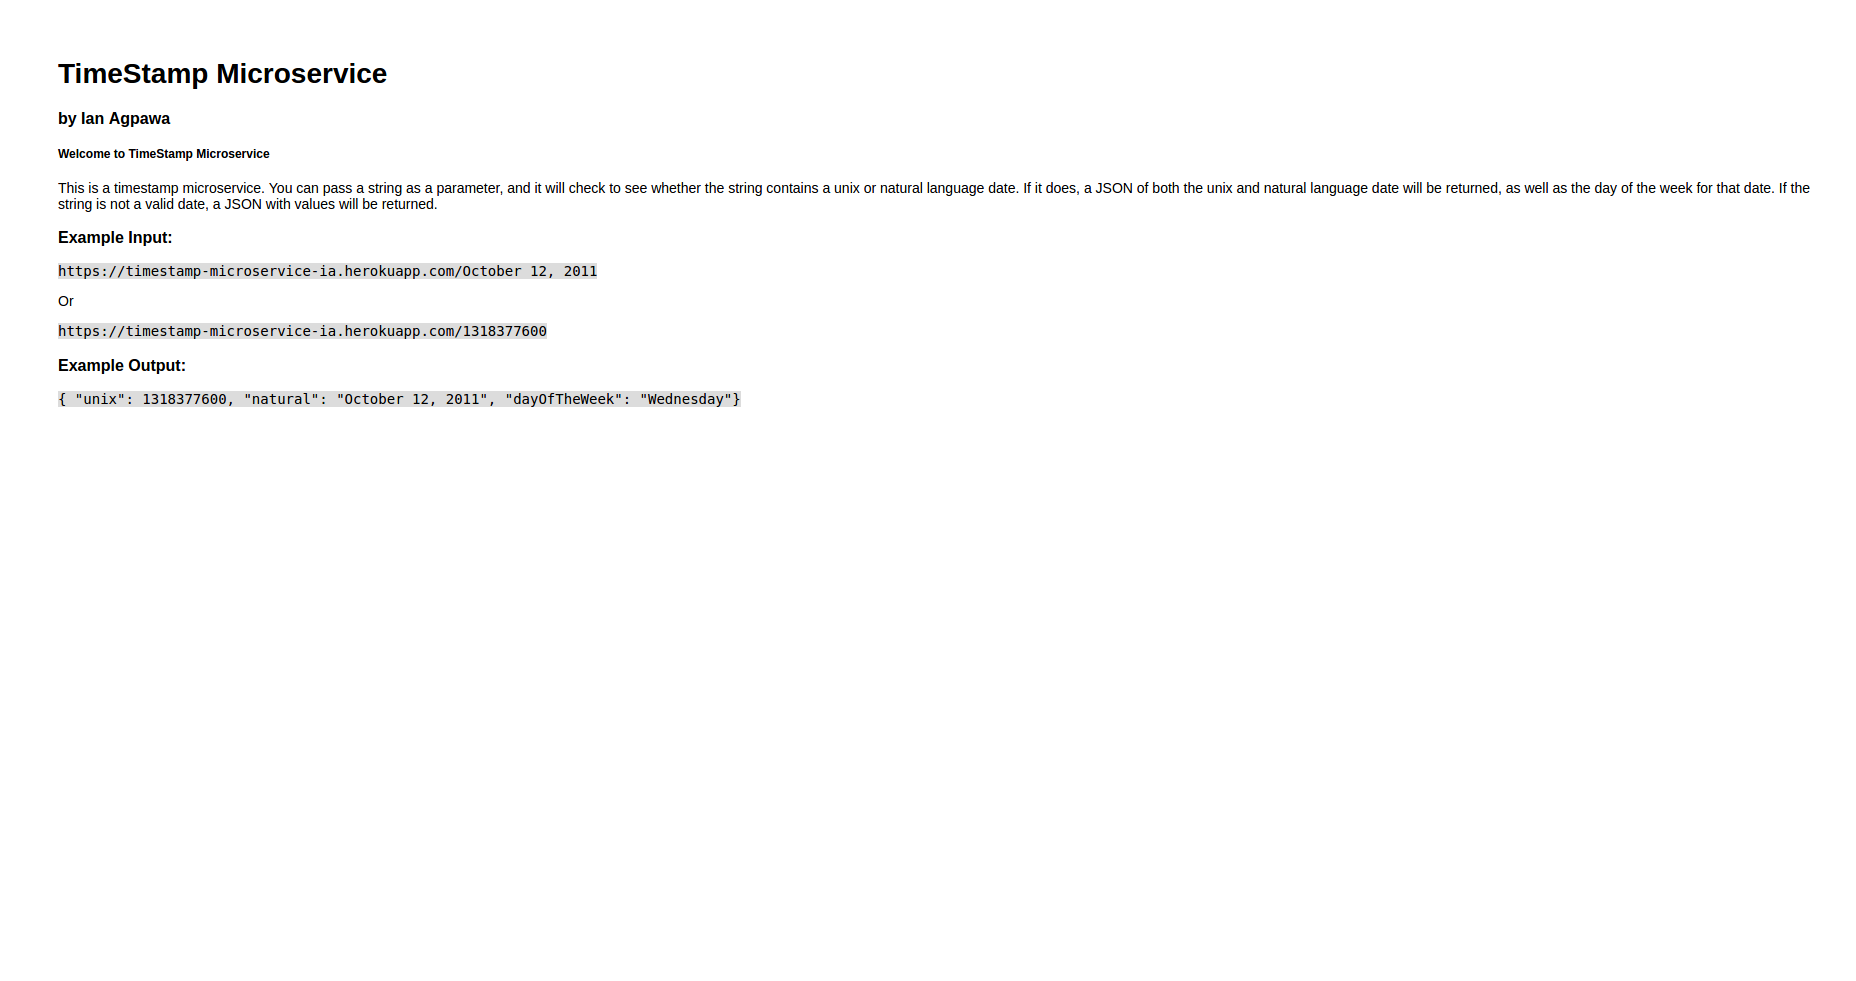 TimeStamp Microservice
by Ian Agpawa
Welcome to TimeStamp Microservice
This is a timestamp microservice. You can pass a string as a parameter, and it will check to see whether the string contains a unix or natural language date. If it does, a JSON of both the unix and natural language date will be returned, as well as the day of the week for that date. If the
string is not a valid date, a JSON with values will be returned.
Example Input:
https://timestamp-microservice-ia.herokuapp.com/October 12, 2011
Or
https://timestamp-microservice-ia.herokuapp.com/1318377600
Example Output:
{ "unix": 1318377600, "natural": "October 12, 2011", "dayOfTheWeek": "Wednesday"}